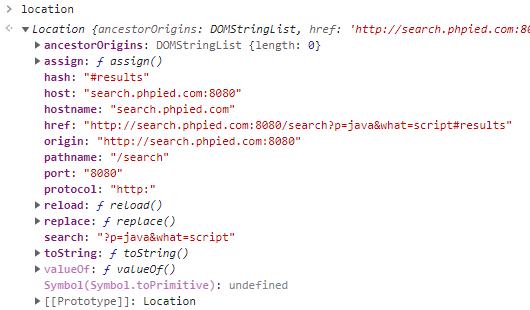 > location
Location {ancestorOrigins: DOMStringList, href: 'http://search.phpied.com:8080/
ancestorOrigins: DOMStringList {length: 0}
assign: ƒ assign()
hash: "#results"
host: "search.phpied.com:8080"
hostname: "search.phpied.com"
href: "http://search.phpied.com:8080/search?p=java&what=script#results"
origin: "http://search.phpied.com:8080"
pathname: "/search"
port: "8080"
protocol: "http:"
reload: ƒ reload()
replace: ƒ replace()
search: "?p=java&what=script"
toString: ƒ toString()
valueOf: ƒ valueOf()
Symbol(Symbol.toPrimitive): undefined
[[Prototype]]: Location